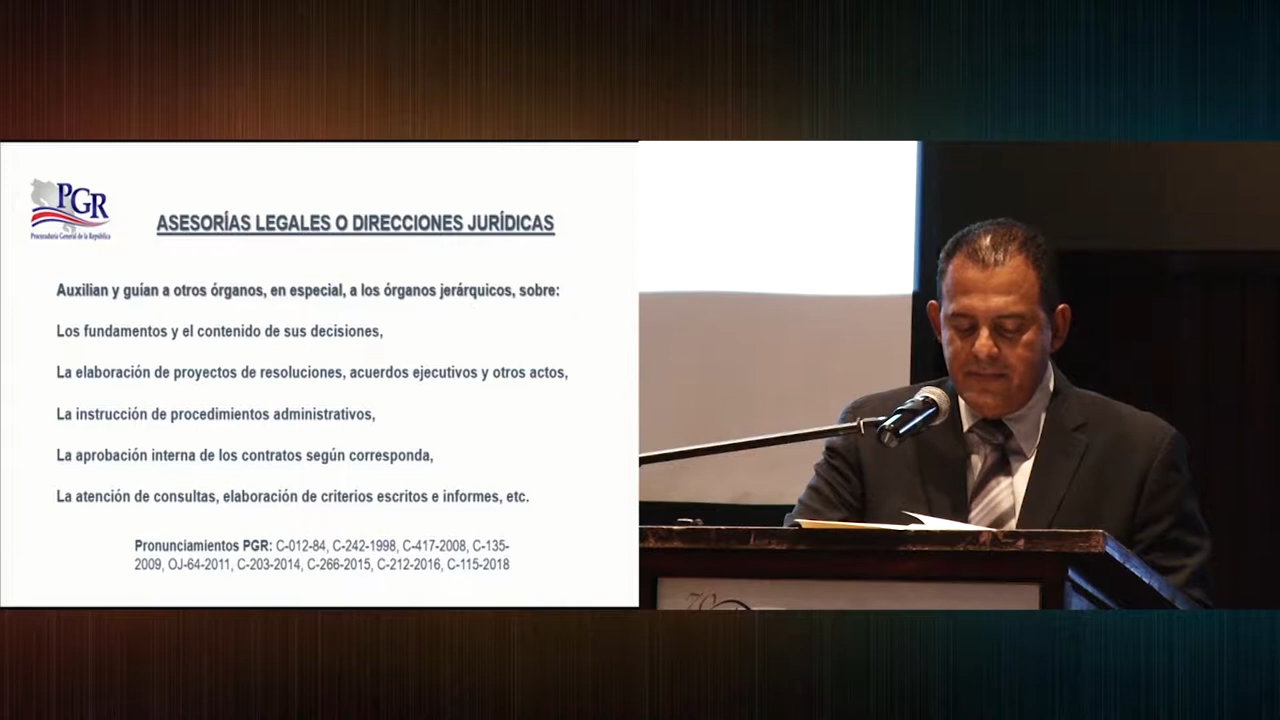 PGR
Procuraduría General de la República
ASESORÍAS LEGALES O DIRECCIONES JURÍDICAS
Auxilian y guían a otros órganos, en especial, a los órganos jerárquicos, sobre:
Los fundamentos y el contenido de sus decisiones,
La elaboración de proyectos de resoluciones, acuerdos ejecutivos y otros actos,
La instrucción de procedimientos administrativos,
La aprobación interna de los contratos según corresponda,
La atención de consultas, elaboración de criterios escritos e informes, etc.
Pronunciamientos PGR: C-012-84, C-242-1998, C-417-2008, C-135-
2009, OJ-64-2011, C-203-2014, C-266-2015, C-212-2016, C-115-2018